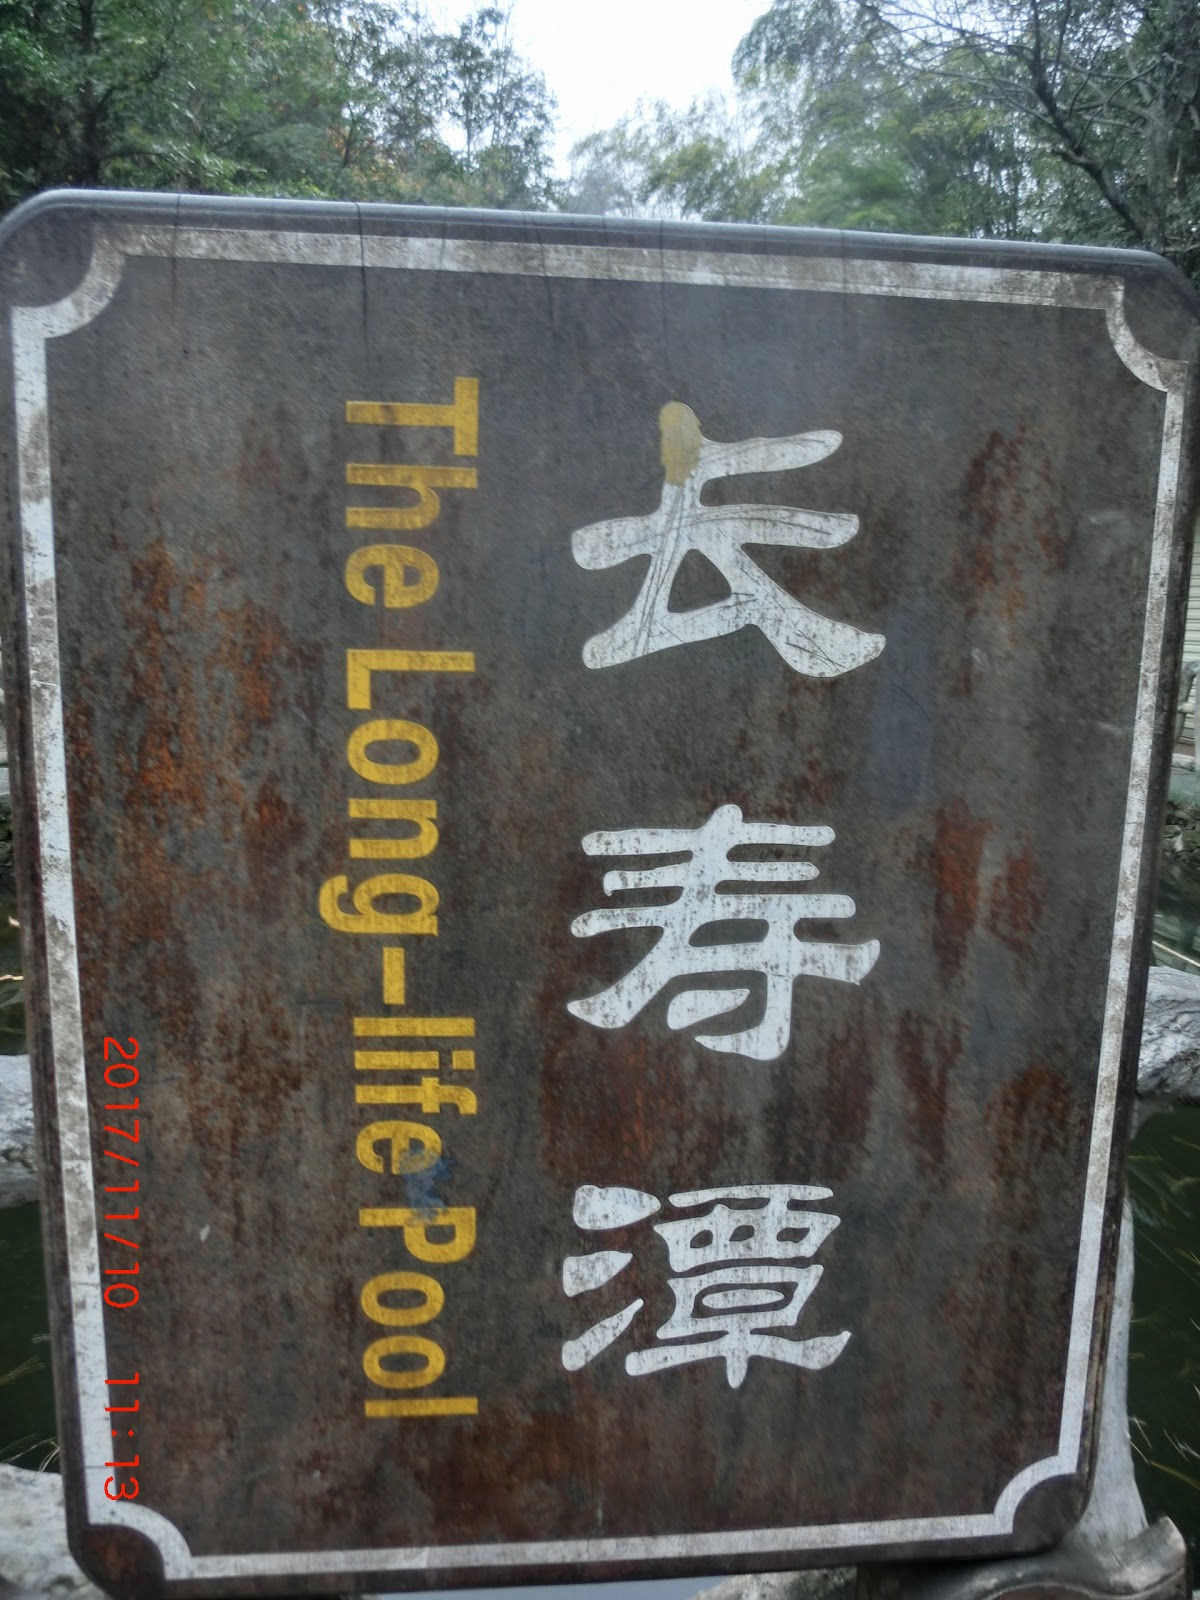 长寿潭
The Long-life Pool
2017/11/10 11:13